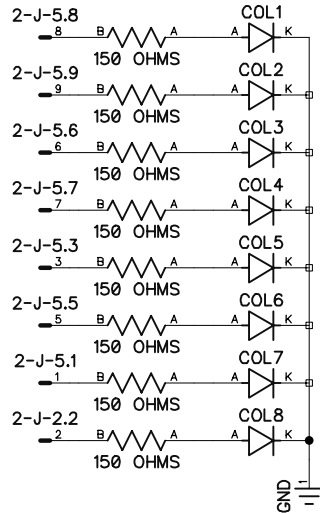 2-J-5.8 COL1
8 B A A K
150 OHMS
2-J-5.9 COL2
9 B A A K
150 OHMS
2-J-5.6 COL3
6 B A A K
150 OHMS
2-J-5.7 COL4
7 B A A K
150 OHMS
2-J-5.3 COL5
3 B A A K
150 OHMS
2-J-5.5 COL6
5 B A A K
150 OHMS
2-J-5.1 COL7
1 B A A K
150 OHMS
2-J-2.2 COL8
2 B A A K
150 OHMS
GND 1